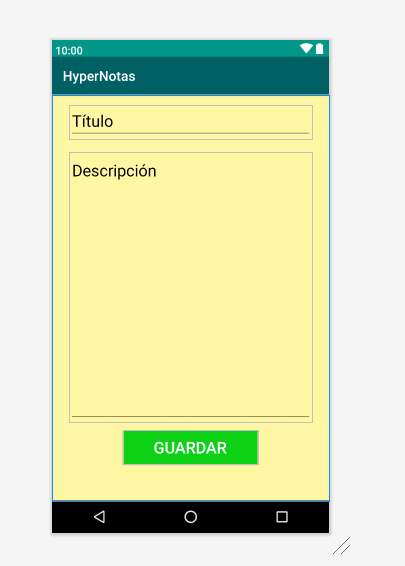 10:00
HyperNotas
Título
Descripción
GUARDAR